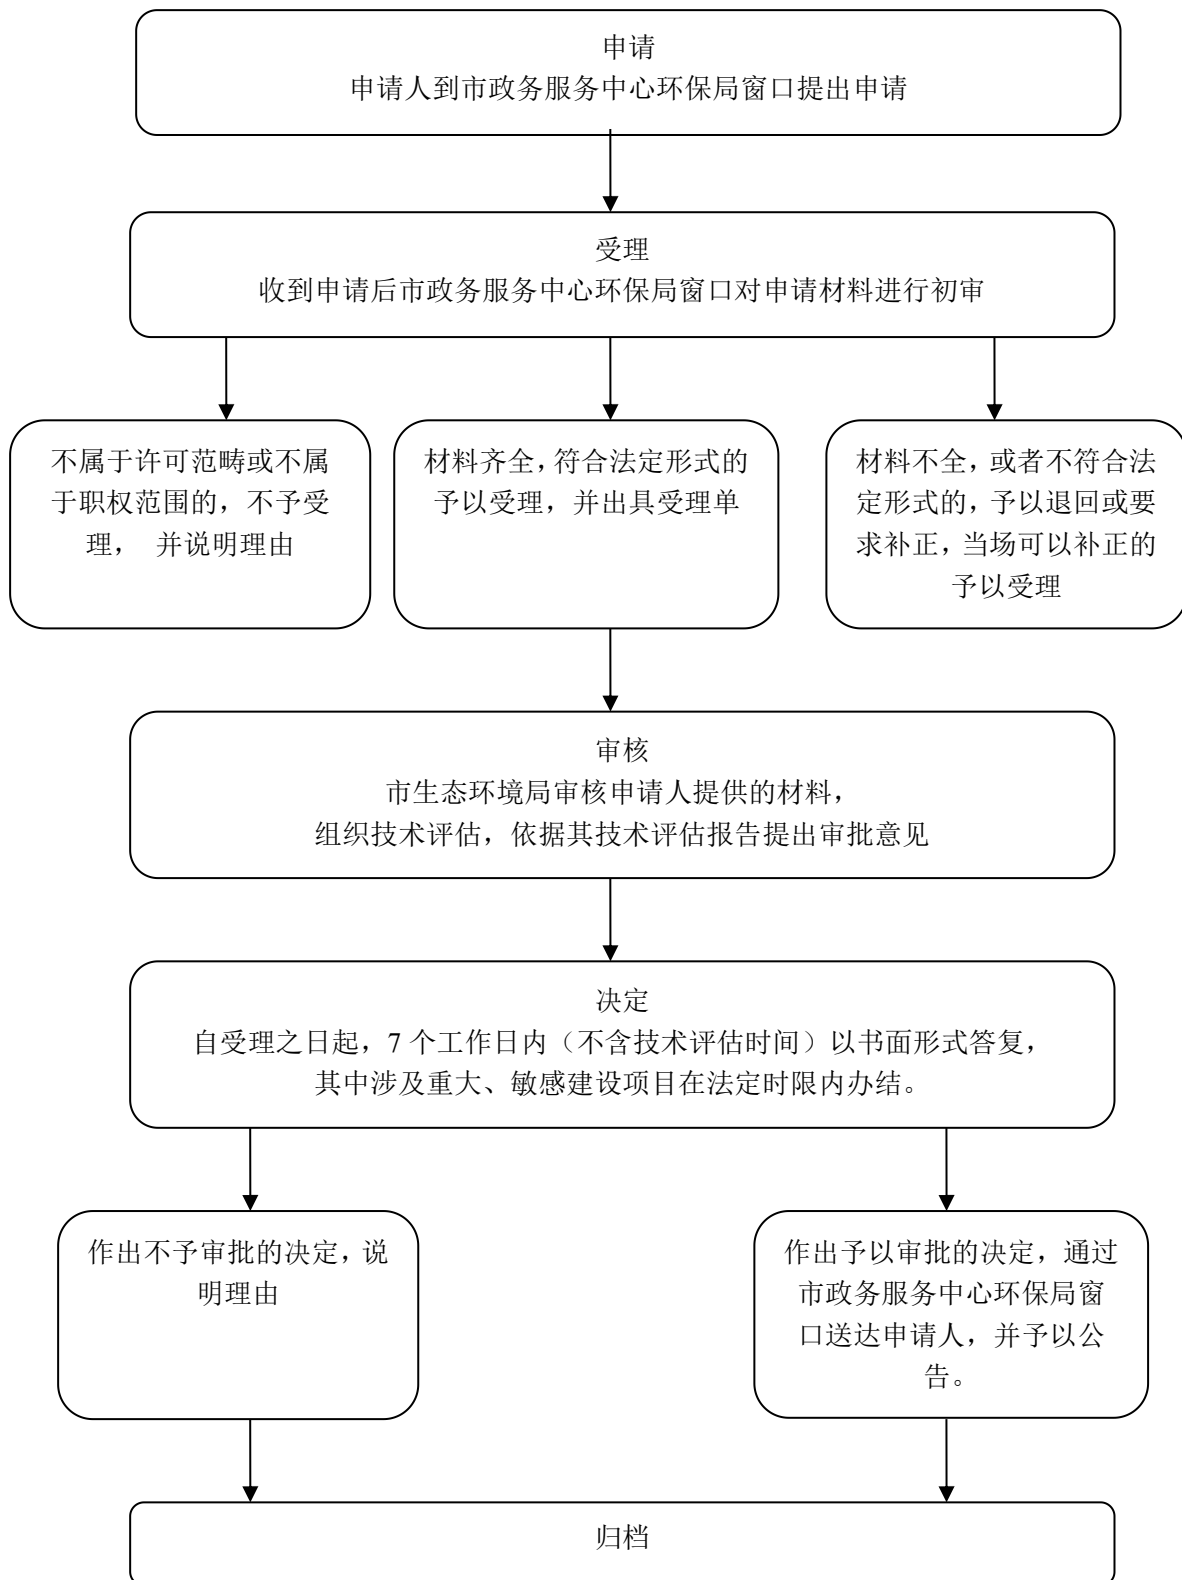 申请
申请人到市政务服务中心环保局窗口提出申请
受理
收到申请后市政务服务中心环保局窗口对申请材料进行初审
不属于许可范畴或不属
于职权范围的，不予受
理， 并说明理由
材料齐全，符合法定形式的
予以受理，并出具受理单
材料不全，或者不符合法
定形式的，予以退回或要
求补正，当场可以补正的
予以受理
审核
市生态环境局审核申请人提供的材料，
组织技术评估，依据其技术评估报告提出审批意见
决定
自受理之日起，7 个工作日内（不含技术评估时间）以书面形式答复，
其中涉及重大、敏感建设项目在法定时限内办结。
作出不予审批的决定，说
明理由
作出予以审批的决定，通过
市政务服务中心环保局窗
口送达申请人，并予以公
告。
归档